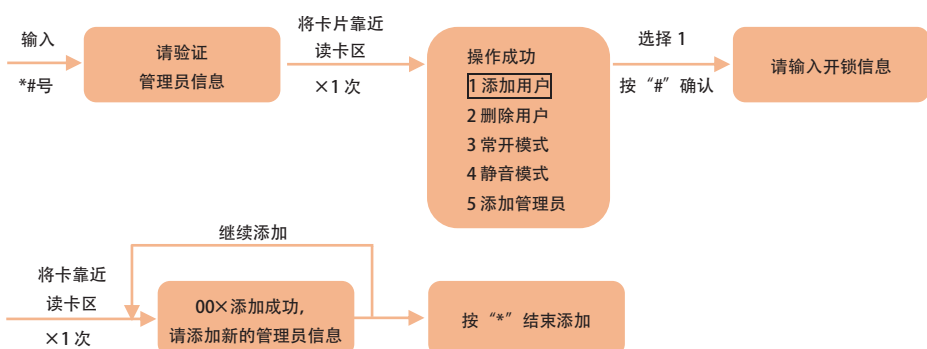 输入
*#号
请验证
管理员信息
将卡片靠近
读卡区
×1 次
操作成功
1 添加用户
2 删除用户
3 常开模式
4 静音模式
5 添加管理员
选择 1
按“#”确认
请输入开锁信息
继续添加
将卡靠近
读卡区
×1 次
00×添加成功,
请添加新的管理员信息
按“*”结束添加